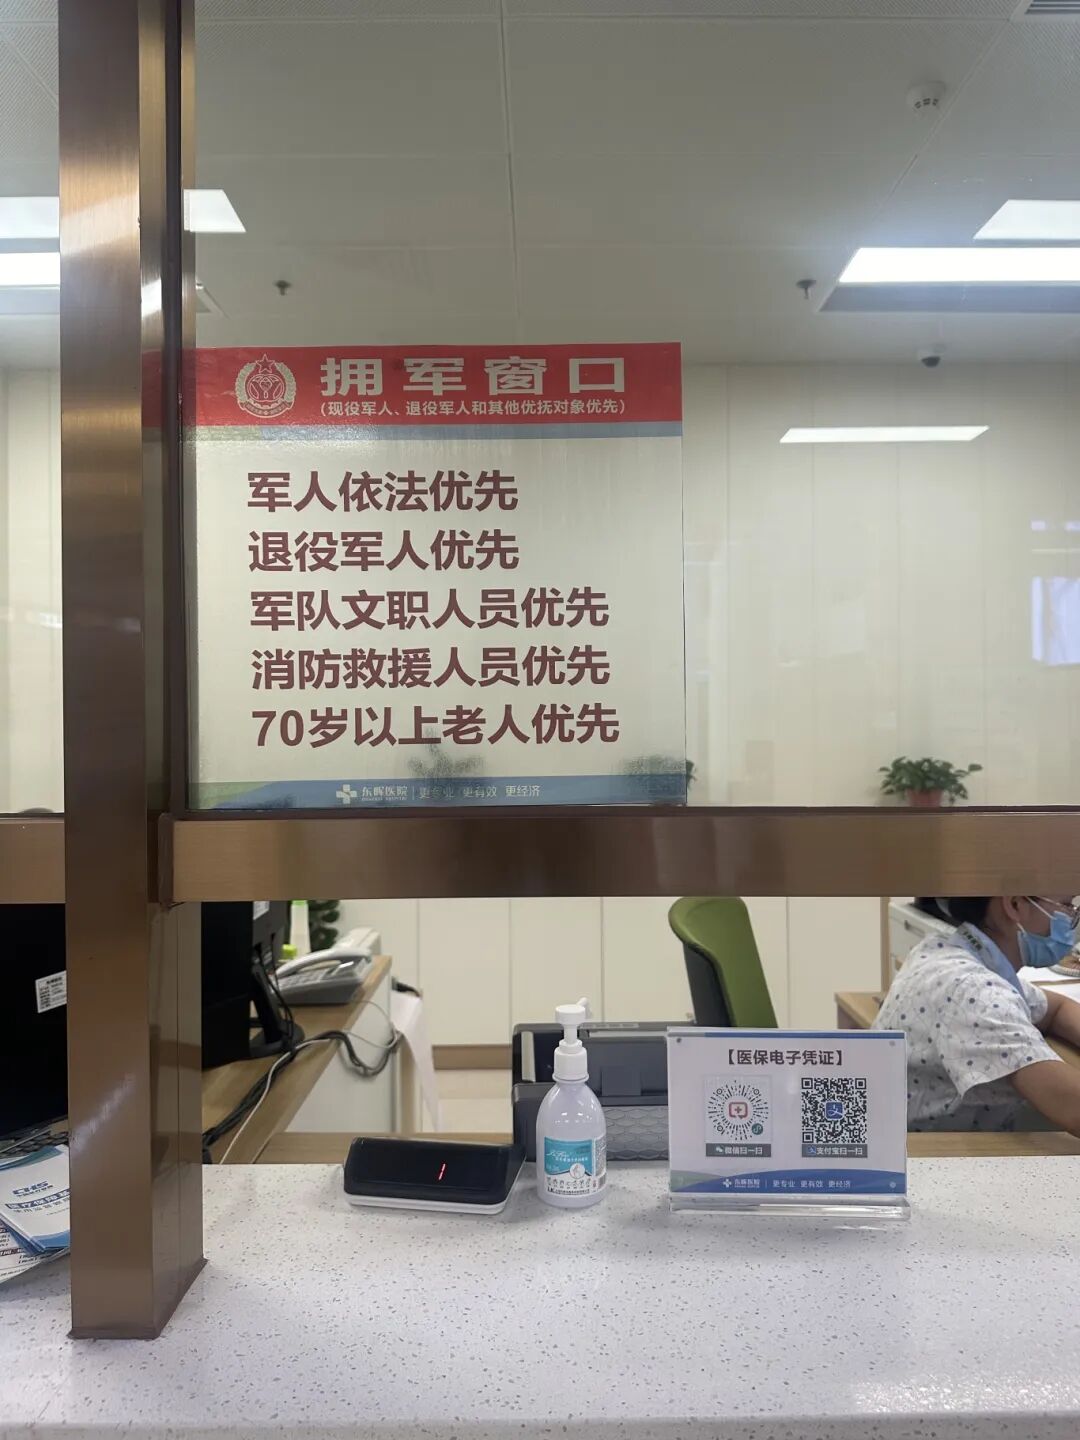 拥军窗口
（现役军人、退役军人和其他优抚对象优先）
军人依法优先
退役军人优先
军队文职人员优先
消防救援人员优先
70岁以上老人优先
东晖医院 更专业 更有效 更经济
【医保电子凭证】
微信扫一扫
支付宝扫一扫
东晖医院 更专业 更有效 更经济
CHS